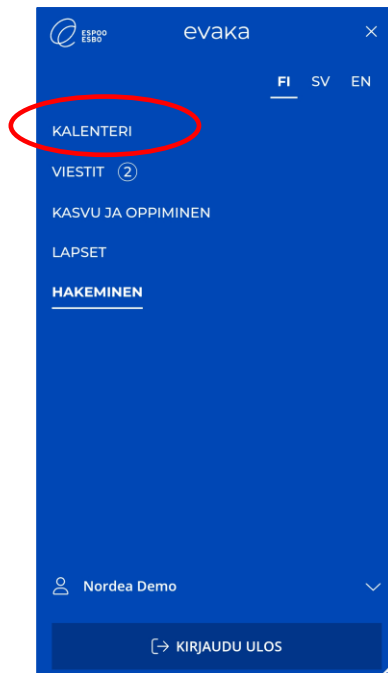 ESPOO
ESBO
evaka
FI SV EN
KALENTERI
VIESTIT 2
KASVU JA OPPIMINEN
LAPSET
HAKEMINEN
Nordea Demo
KIRJAUDU ULOS